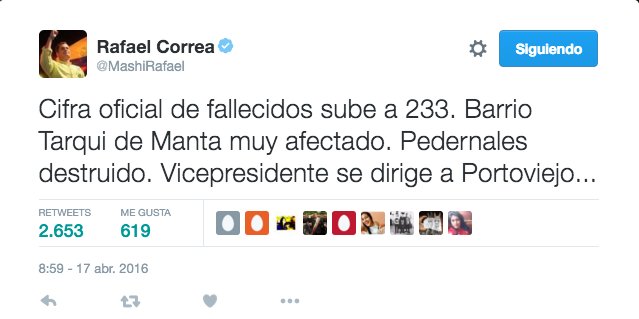 Rafael Correa
@MashiRafael
Siguiendo
Cifra oficial de fallecidos sube a 233. Barrio
Tarqui de Manta muy afectado. Pedernales
destruido. Vicepresidente se dirige a Portoviejo...
RETWEETS ME GUSTA
2.653 619
8:59 - 17 abr. 2016